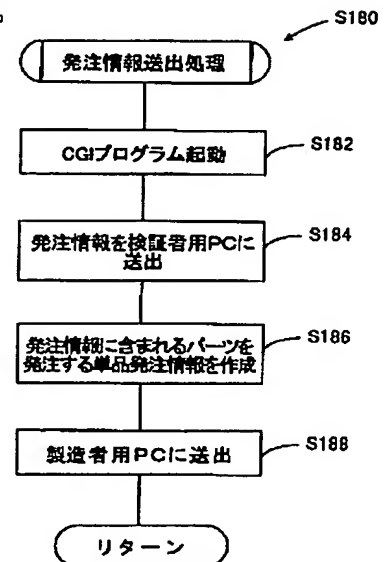 S180
発注情報送出処理
CGIプログラム起動
S182
発注情報を検証者用PCに
送出
S184
発注情報に含まれるパーツを
発注する単品発注情報を作成
S186
製造者用PCに送出
S188
リターン